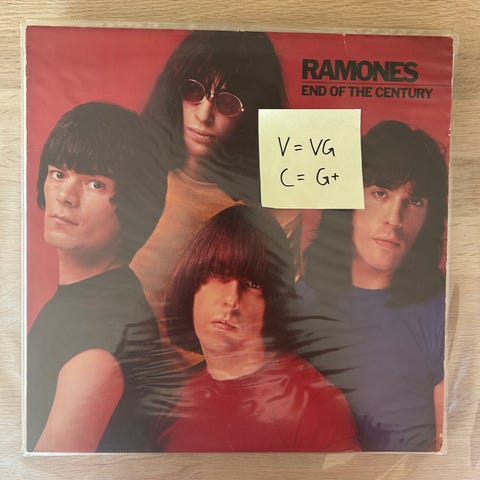 RAMONES
END OF THE CENTURY
V = VG
C = G+